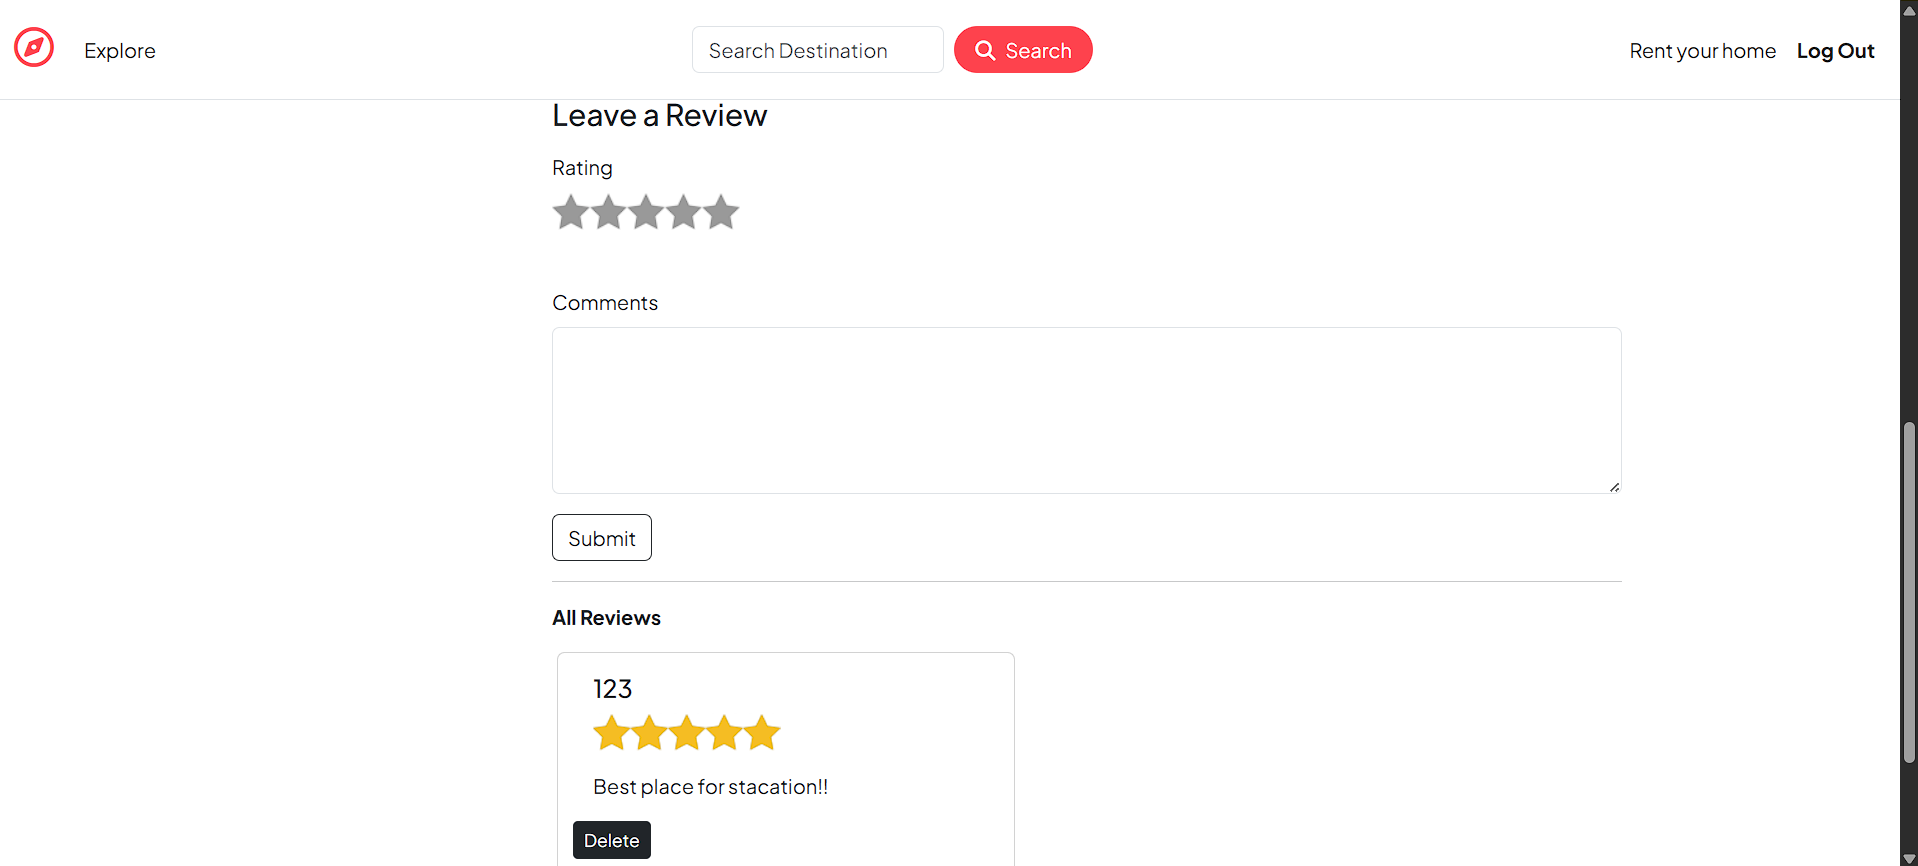 Explore
Search Destination
Search
Rent your home
Log Out
Leave a Review
Rating
Comments
Submit
All Reviews
123
Best place for stacation!!
Delete